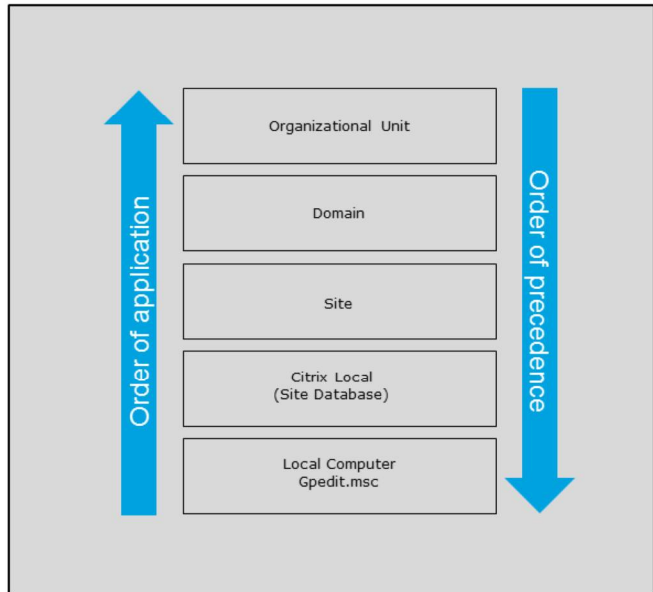 Order of application
Organizational Unit
Domain
Site
Citrix Local
(Site Database)
Local Computer
Gpedit.msc
Order of precedence